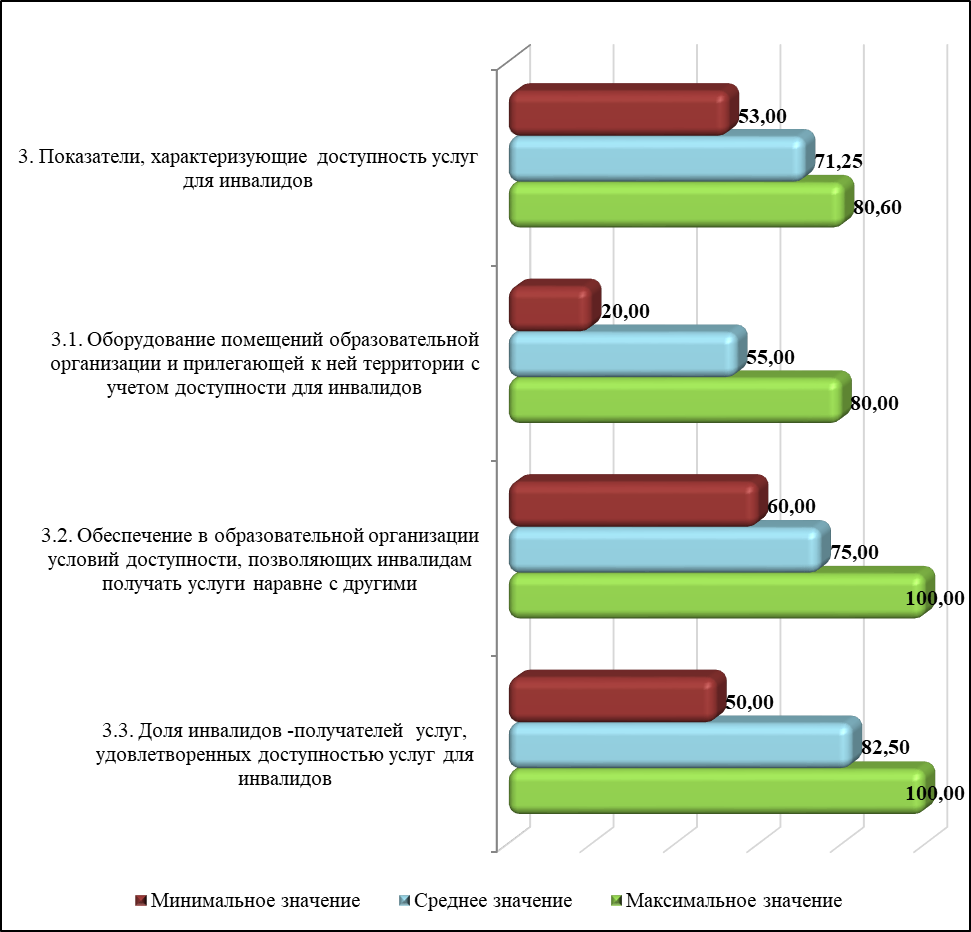 3. Показатели, характеризующие доступность услуг
для инвалидов
53,00
71,25
80,60
3.1. Оборудование помещений образовательной
организации и прилегающей к ней территории с
учетом доступности для инвалидов
20,00
55,00
80,00
3.2. Обеспечение в образовательной организации
условий доступности, позволяющих инвалидам
получать услуги наравне с другими
60,00
75,00
100,00
3.3. Доля инвалидов -получателей услуг,
удовлетворенных доступностью услуг для
инвалидов
50,00
82,50
100,00
Минимальное значение Среднее значение Максимальное значение